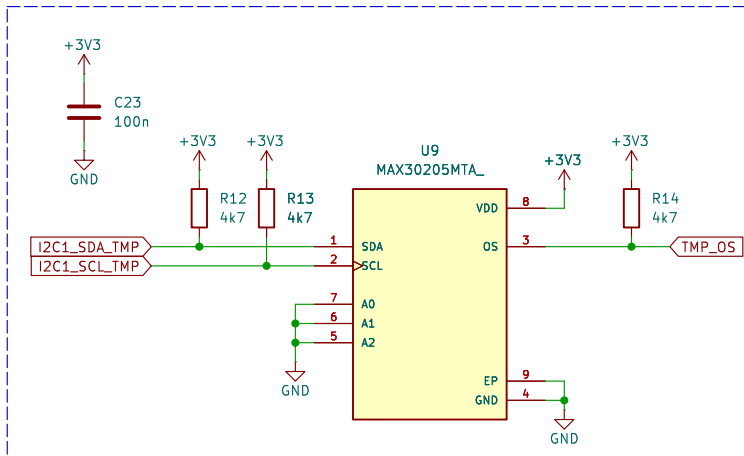 +3V3
C23
100n
GND
+3V3
+3V3
R12
4k7
R13
4k7
I2C1_SDA_TMP
I2C1_SCL_TMP
U9
MAX30205MTA_
1
SDA
2
SCL
7
A0
6
A1
5
A2
GND
VDD
8
OS
3
EP
9
GND
4
+3V3
+3V3
R14
4k7
TMP_OS
GND